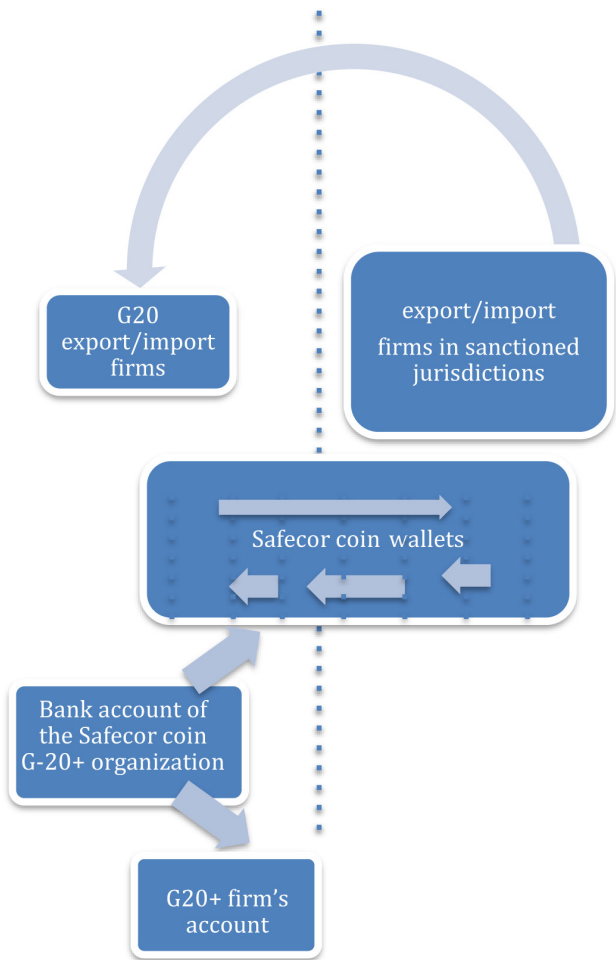 G20
export/import
firms
export/import
firms in sanctioned
jurisdictions
Safecor coin wallets
Bank account of
the Safecor coin
G-20+ organization
G20+ firm’s
account